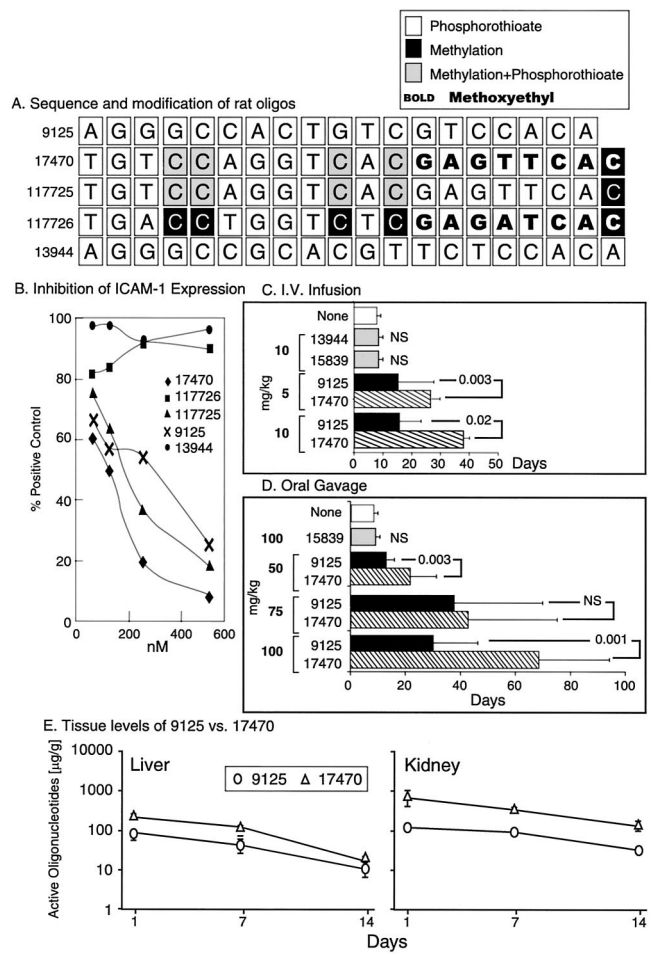 Phosphorothioate
Methylation
Methylation+Phosphorothioate
BOLD Methoxyethyl
A. Sequence and modification of rat oligos
9125 A G G G C C A C T G T C G T C C A C A
17470 T G T C C A G G T C A C G A G T T C A C
117725 T G T C C A G G T C A C G A G T T C A C
117726 T G A C C T G G T C T C G A G A T C A C
13944 A G G G C C G C A C G T T C T C C A C A
B. Inhibition of ICAM-1 Expression
% Positive Control
100
80
60
40
20
0
0 200 400 600
nM
17470
117726
117725
9125
13944
C. I.V. Infusion
mg/kg
None
10 13944 NS
15839 NS
5 9125 0.003
17470
10 9125 0.02
17470
0 10 20 30 40 50 Days
D. Oral Gavage
mg/kg
None
100 15839 NS
50 9125 0.003
17470
75 9125 NS
17470
100 9125 0.001
17470
0 20 40 60 80 100
Days
E. Tissue levels of 9125 vs. 17470
Active Oligonucleotides [µg/g]
10000
1000
100
10
1
Liver
9125 17470
Kidney
1 7 14 1 7 14
Days